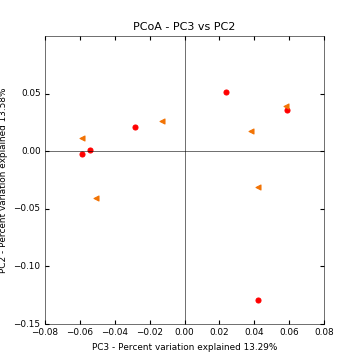 PCoA - PC3 vs PC2
PC2 - Percent variation explained 13.58%
0.05
0.00
−0.05
−0.10
−0.15
−0.08 −0.06 −0.04 −0.02 0.00 0.02 0.04 0.06 0.08
PC3 - Percent variation explained 13.29%